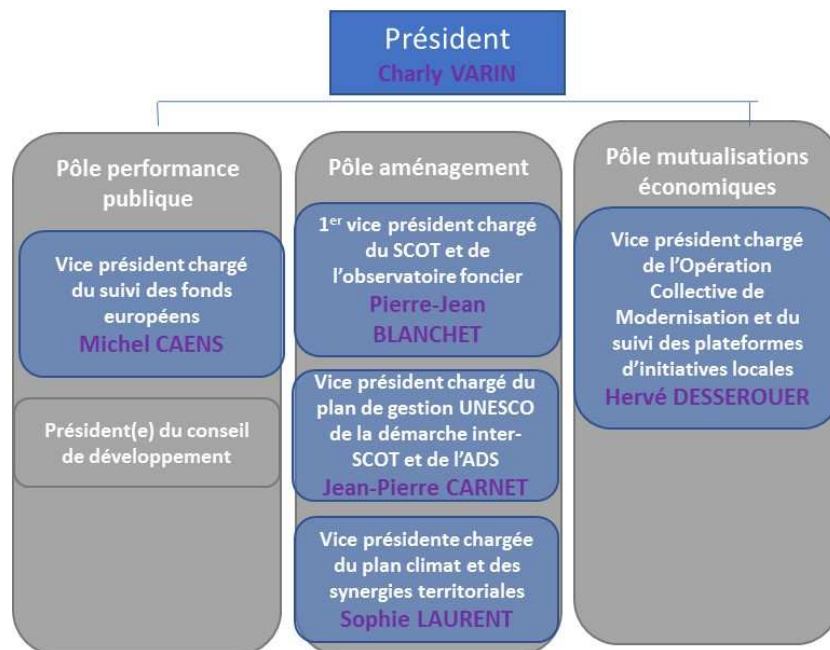 Président
Charly VARIN
Pôle performance
publique
Vice président chargé
du suivi des fonds
européens
Michel CAENS
Président(e) du conseil
de développement
Pôle aménagement
1er vice président chargé
du SCOT et de
l’observatoire foncier
Pierre-Jean
BLANCHET
Vice président chargé du
plan de gestion UNESCO
de la démarche inter-
SCOT et de l’ADS
Jean-Pierre CARNET
Vice présidente chargée
du plan climat et des
synergies territoriales
Sophie LAURENT
Pôle mutualisations
économiques
Vice président chargé
de l’Opération
Collective de
Modernisation et du
suivi des plateformes
d’initiatives locales
Hervé DESSEROUER